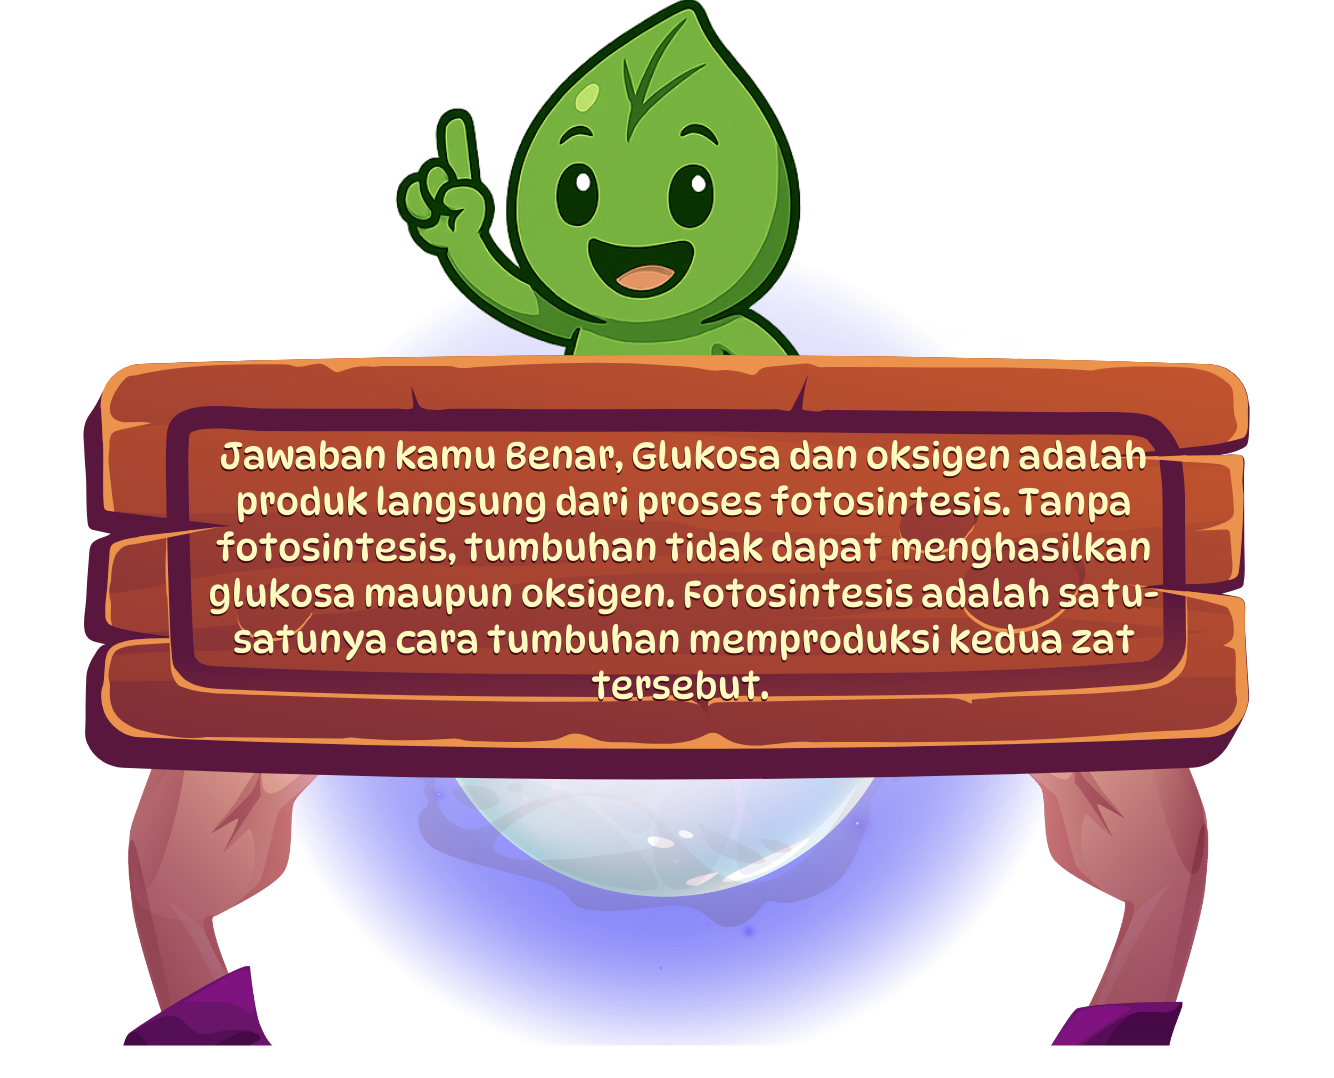 Jawaban kamu Benar, Glukosa dan oksigen adalah
produk langsung dari proses fotosintesis. Tanpa
fotosintesis, tumbuhan tidak dapat menghasilkan
glukosa maupun oksigen. Fotosintesis adalah satu-
satunya cara tumbuhan memproduksi kedua zat
tersebut.